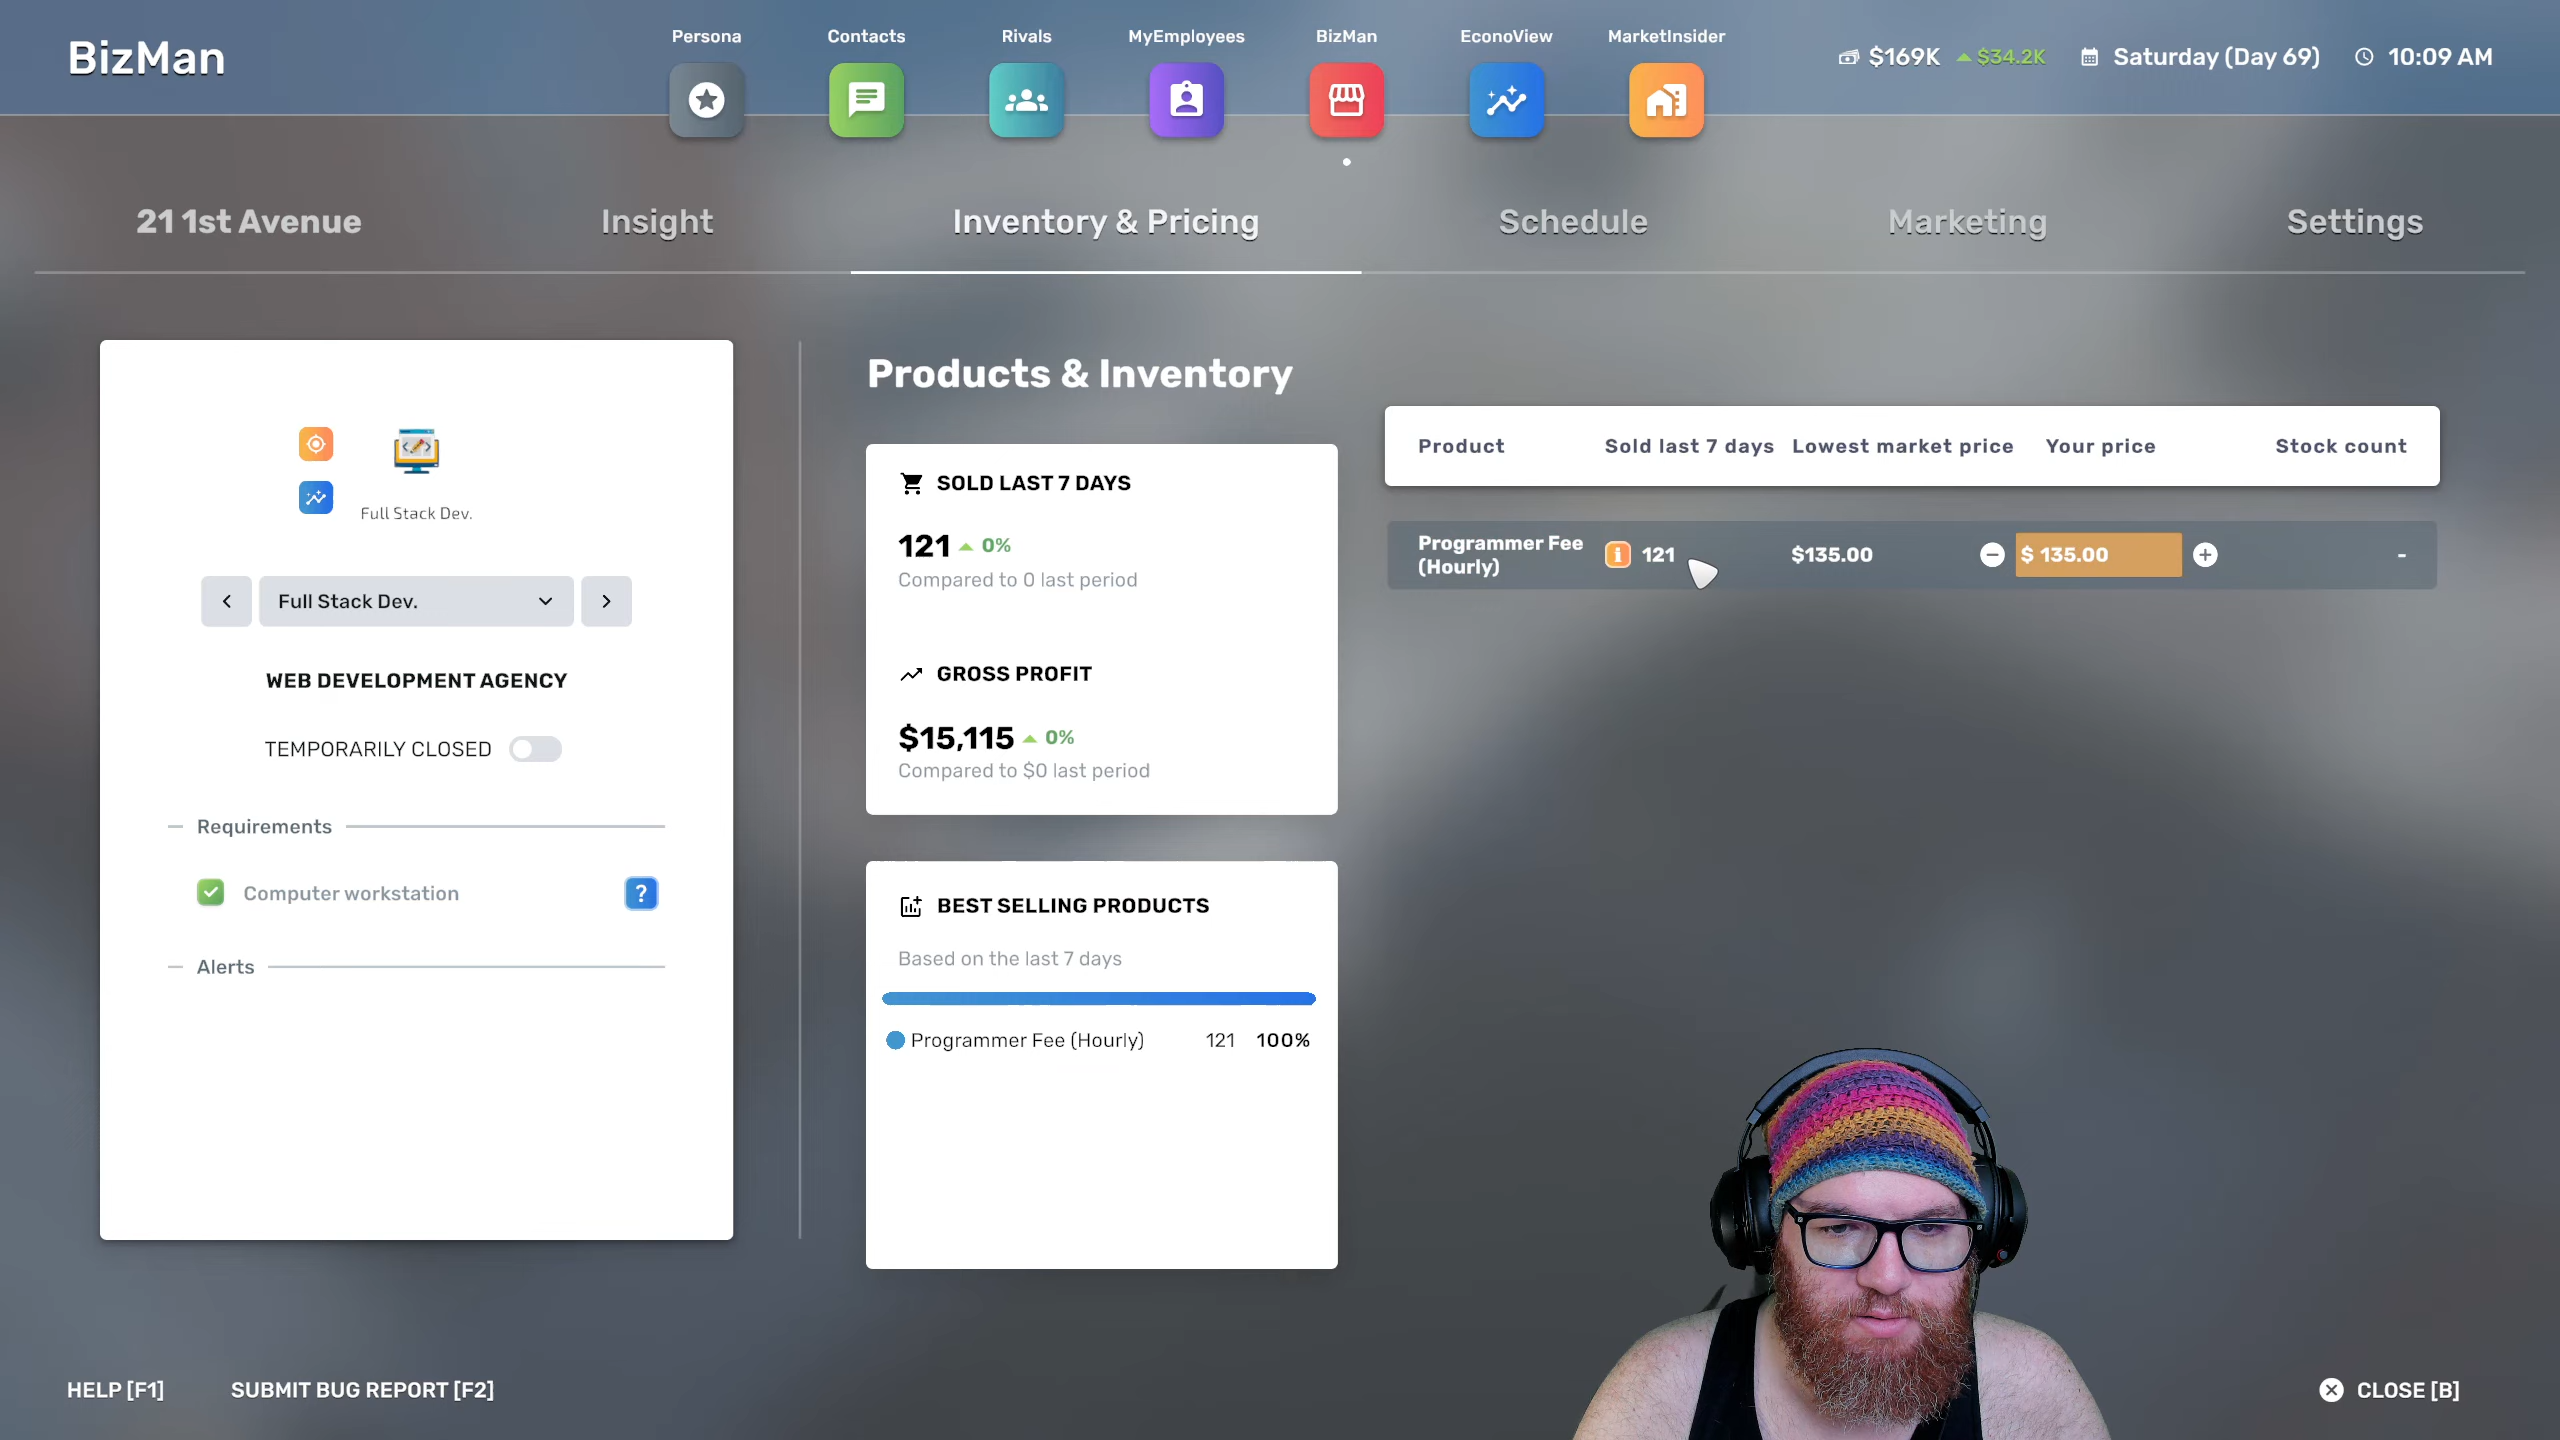 BizMan
Persona
Contacts
Rivals
MyEmployees
BizMan
EconoView
MarketInsider
$169K
$34.2K
Saturday (Day 69)
10:09 AM
21 1st Avenue
Insight
Inventory & Pricing
Schedule
Marketing
Settings
Full Stack Dev.
Full Stack Dev.
WEB DEVELOPMENT AGENCY
TEMPORARILY CLOSED
Requirements
Computer workstation
?
Alerts
Products & Inventory
SOLD LAST 7 DAYS
121 0%
Compared to 0 last period
GROSS PROFIT
$15,115 0%
Compared to $0 last period
BEST SELLING PRODUCTS
Based on the last 7 days
Programmer Fee (Hourly) 121 100%
Product Sold last 7 days Lowest market price Your price Stock count
Programmer Fee
(Hourly)
i 121 $135.00 $ 135.00 -
HELP [F1]
SUBMIT BUG REPORT [F2]
CLOSE [B]